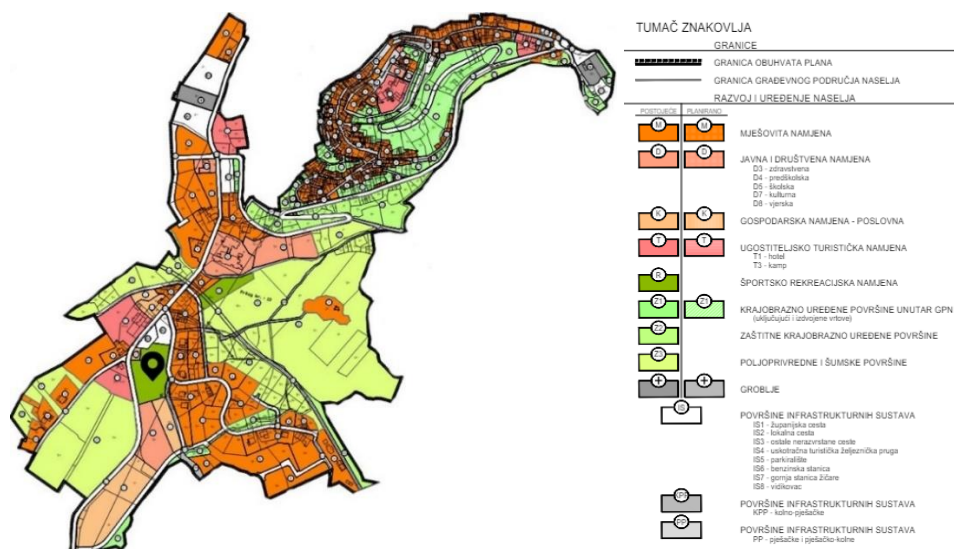 TUMAČ ZNAKOVLJA
GRANICE
GRANICA OBUHVATA PLANA
GRANICA GRAĐEVNOG PODRUČJA NASELJA
RAZVOJ I UREĐENJE NASELJA
POSTOJEĆE PLANIRANO
M M MJEŠOVITA NAMJENA
D D JAVNA I DRUŠTVENA NAMJENA
D3 - zdravstvena
D4 - predškolska
D5 - školska
D7 - kulturna
D8 - vjerska
K K GOSPODARSKA NAMJENA - POSLOVNA
T T UGOSTITELJSKO TURISTIČKA NAMJENA
T1 - hotel
T3 - kamp
R ŠPORTSKO REKREACIJSKA NAMJENA
Z1 Z1 KRAJOBRAZNO UREĐENE POVRŠINE UNUTAR GPN
(uključujući i izdvojene vrtove)
Z2 ZAŠTITNE KRAJOBRAZNO UREĐENE POVRŠINE
Z3 POLJOPRIVREDNE I ŠUMSKE POVRŠINE
GROBLJE
IS POVRŠINE INFRASTRUKTURNIH SUSTAVA
IS1 - županijska cesta
IS2 - lokalna cesta
IS3 - ostale nerazvrstane ceste
IS4 - uskotračna turistička željeznička pruga
IS5 - parkiralište
IS6 - benzinska stanica
IS7 - gornja stanica žičare
IS8 - vidikovac
KPP POVRŠINE INFRASTRUKTURNIH SUSTAVA
KPP - kolno-pješačke
PP POVRŠINE INFRASTRUKTURNIH SUSTAVA
PP - pješačke i pješačko-kolne